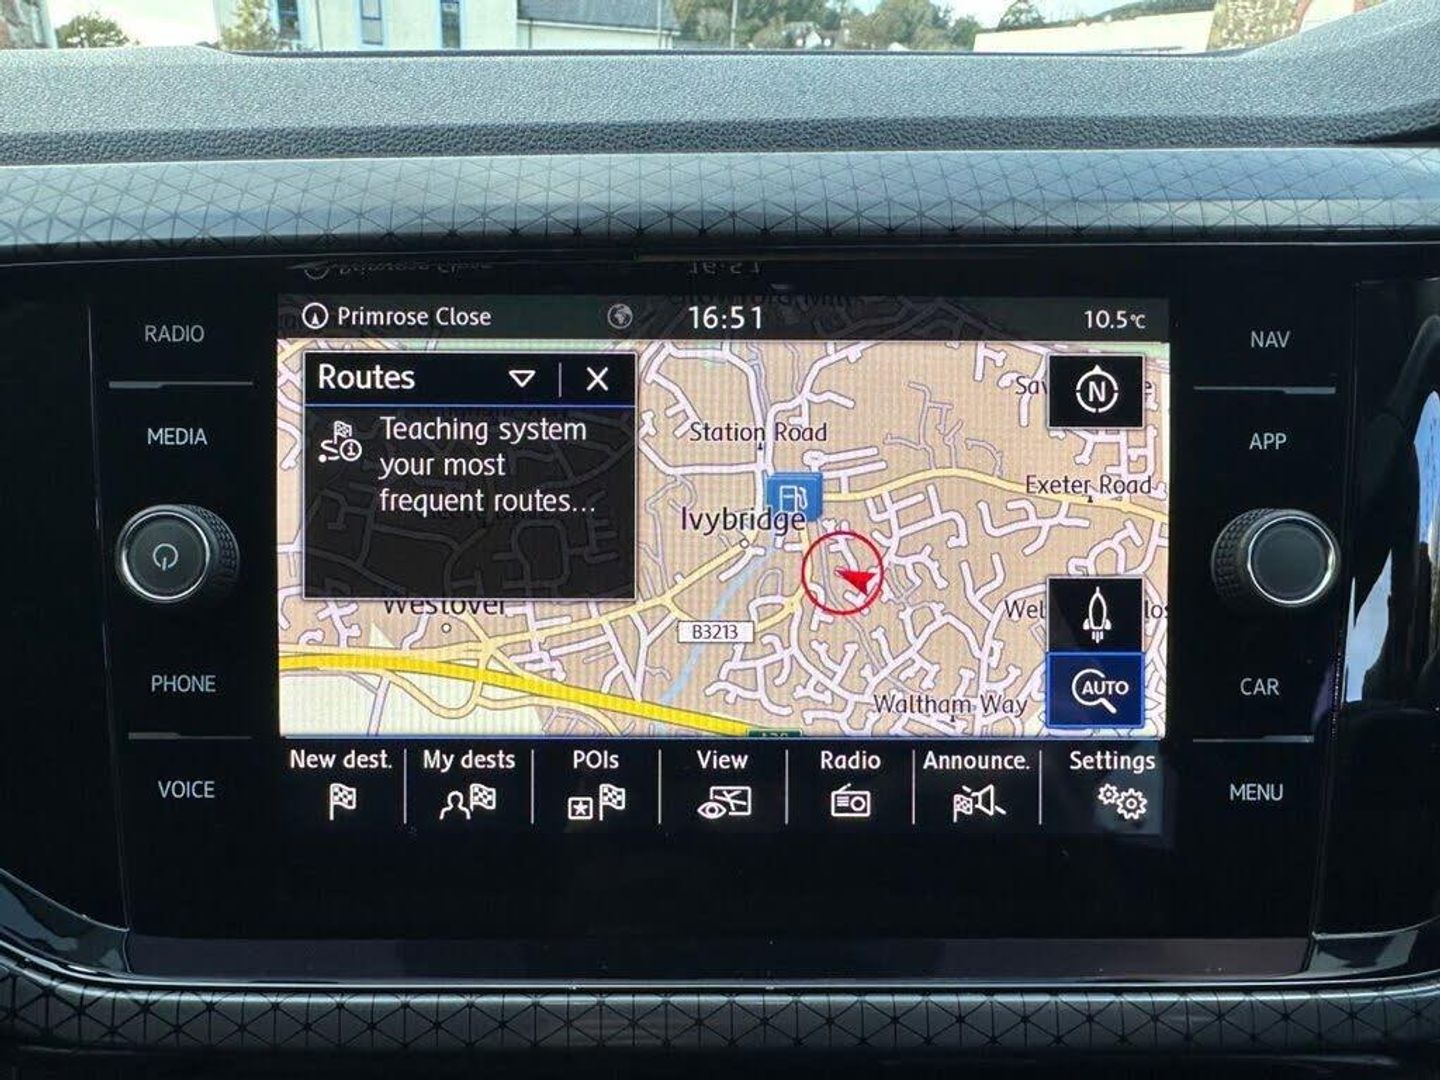 RADIO
MEDIA
PHONE
VOICE
Primrose Close
16:51
10.5°C
Routes
Teaching system
your most
frequent routes...
N
Station Road
Exeter Road
Ivybridge
Westover
B3213
Waltham Way
AUTO
New dest.
My dests
POIs
View
Radio
Announce.
Settings
NAV
APP
CAR
MENU